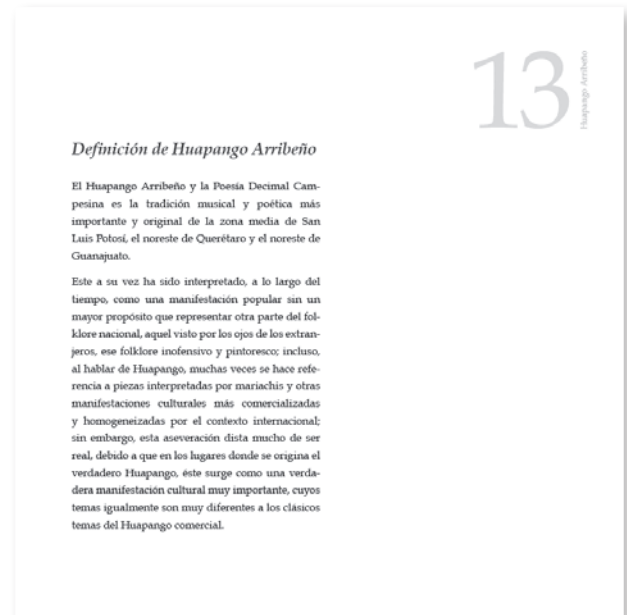 13
Huapango Arribeño
Definición de Huapango Arribeño
El Huapango Arribeño y la Poesía Decimal Cam-
pesina es la tradición musical y poética más
importante y original de la zona media de San
Luis Potosí, el noreste de Querétaro y el noreste de
Guanajuato.
Este a su vez ha sido interpretado, a lo largo del
tiempo, como una manifestación popular sin un
mayor propósito que representar otra parte del fol-
klore nacional, aquel visto por los ojos de los extran-
jeros, ese folklore inofensivo y pintoresco; incluso,
al hablar de Huapango, muchas veces se hace refe-
rencia a piezas interpretadas por mariachis y otras
manifestaciones culturales más comercializadas
y homogeneizadas por el contexto internacional;
sin embargo, esta aseveración dista mucho de ser
real, debido a que en los lugares donde se origina el
verdadero Huapango, éste surge como una verda-
dera manifestación cultural muy importante, cuyos
temas igualmente son muy diferentes a los clásicos
temas del Huapango comercial.